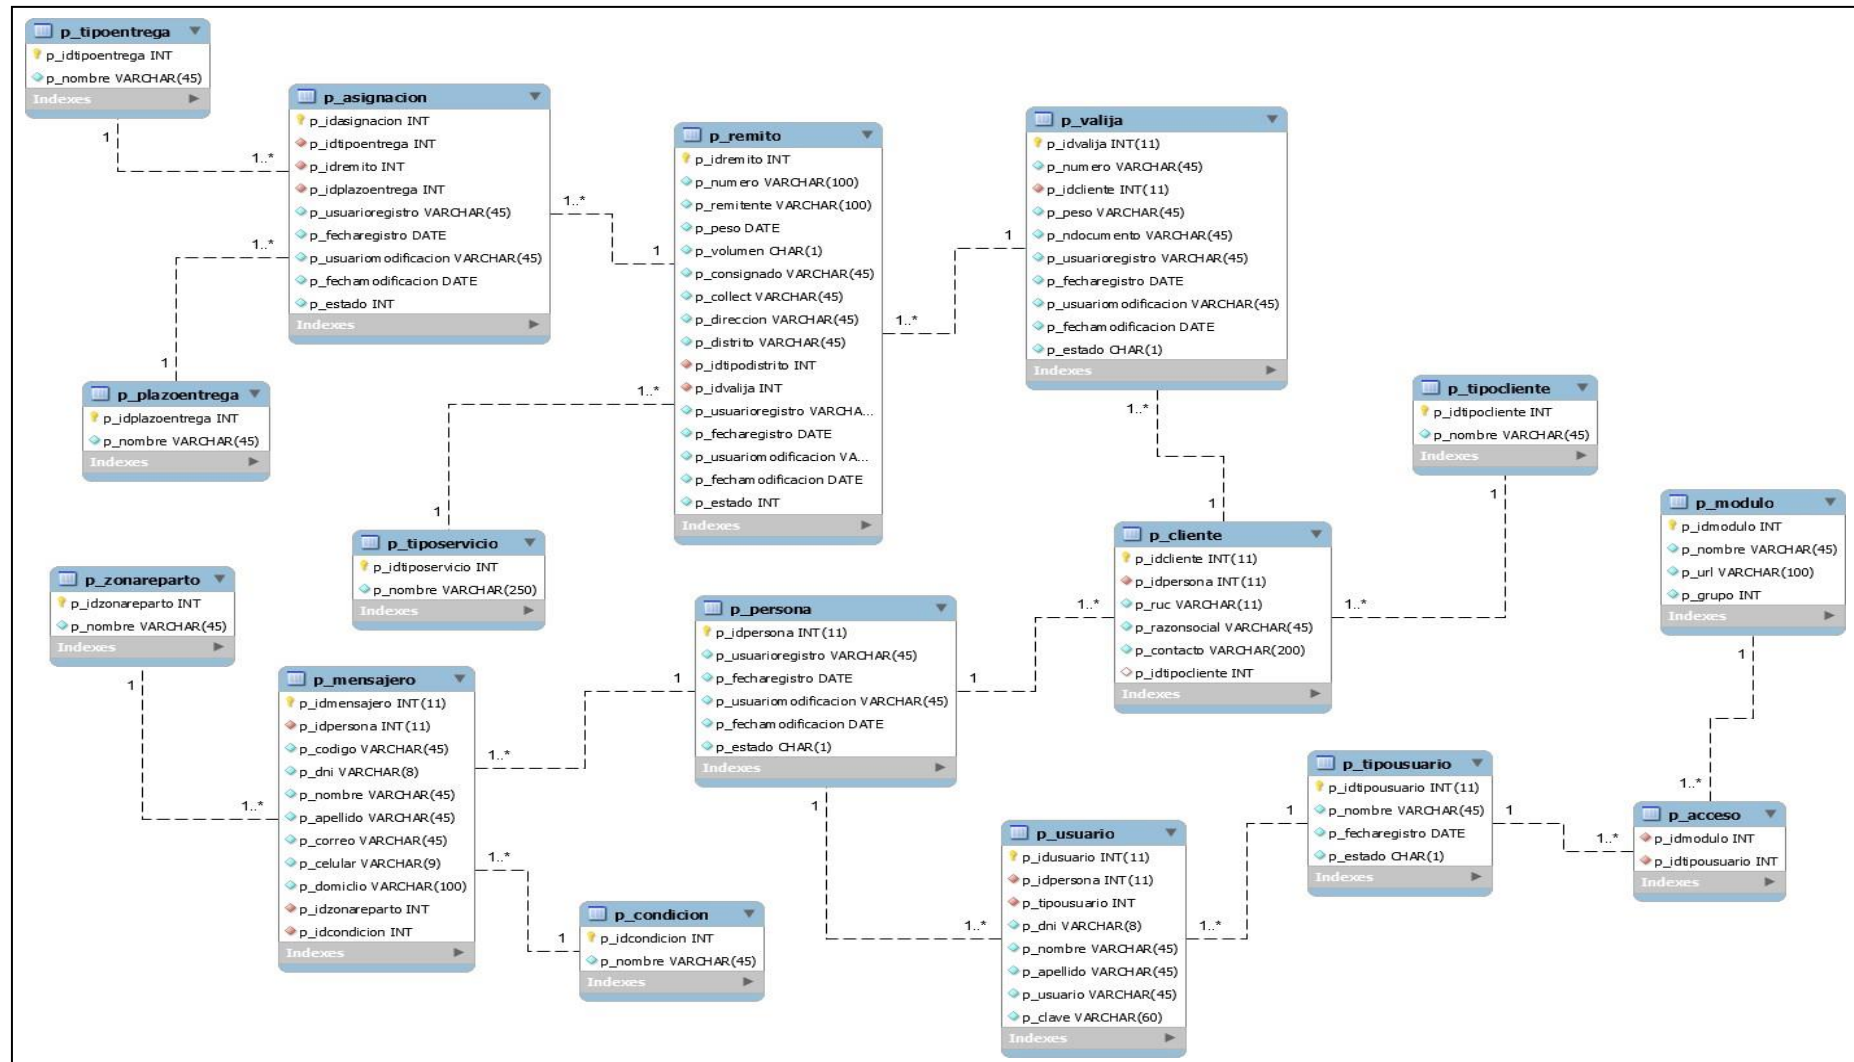 p_tipoentrega
p_idtipoentrega INT
p_nombre VARCHAR(45)
Indexes
1
1..*
p_asignacion
p_idasignacion INT
p_idtipoentrega INT
p_idremito INT
p_idplazoentrega INT
p_usuarioregistro VARCHAR(45)
p_fecharegistro DATE
p_usuariomodificacion VARCHAR(45)
p_fechamodificacion DATE
p_estado INT
Indexes
1..*
1..*
1
1
p_plazoentrega
p_idplazoentrega INT
p_nombre VARCHAR(45)
Indexes
p_remito
p_idremito INT
p_numero VARCHAR(100)
p_remitente VARCHAR(100)
p_peso DATE
p_volumen CHAR(1)
p_consignado VARCHAR(45)
p_collect VARCHAR(45)
p_direccion VARCHAR(45)
p_distrito VARCHAR(45)
p_idtipodistrito INT
p_idvalija INT
p_usuarioregistro VARCHA...
p_fecharegistro DATE
p_usuariomodificacion VA...
p_fechamodificacion DATE
p_estado INT
Indexes
1..*
1
1..*
1
p_valija
p_idvalija INT(11)
p_numero VARCHAR(45)
p_idcliente INT(11)
p_peso VARCHAR(45)
p_ndocumento VARCHAR(45)
p_usuarioregistro VARCHAR(45)
p_fecharegistro DATE
p_usuariomodificacion VARCHAR(45)
p_fechamodificacion DATE
p_estado CHAR(1)
Indexes
1..*
1
p_tipocliente
p_idtipocliente INT
p_nombre VARCHAR(45)
Indexes
1
1..*
p_tiposervicio
p_idtiposervicio INT
p_nombre VARCHAR(250)
Indexes
p_cliente
p_idcliente INT(11)
p_idpersona INT(11)
p_ruc VARCHAR(11)
p_razonsocial VARCHAR(45)
p_contacto VARCHAR(200)
p_idtipocliente INT
Indexes
1..*
1
p_modulo
p_idmodulo INT
p_nombre VARCHAR(45)
p_url VARCHAR(100)
p_grupo INT
Indexes
1
1..*
p_zonareparto
p_idzonareparto INT
p_nombre VARCHAR(45)
Indexes
1
1..*
p_mensajero
p_idmensajero INT(11)
p_idpersona INT(11)
p_codigo VARCHAR(45)
p_dni VARCHAR(8)
p_nombre VARCHAR(45)
p_apellido VARCHAR(45)
p_correo VARCHAR(45)
p_celular VARCHAR(9)
p_domiclio VARCHAR(100)
p_idzonareparto INT
p_idcondicion INT
Indexes
1..*
1
1..*
1
p_persona
p_idpersona INT(11)
p_usuarioregistro VARCHAR(45)
p_fecharegistro DATE
p_usuariomodificacion VARCHAR(45)
p_fechamodificacion DATE
p_estado CHAR(1)
Indexes
1
1..*
p_condicion
p_idcondicion INT
p_nombre VARCHAR(45)
Indexes
p_usuario
p_idusuario INT(11)
p_idpersona INT(11)
p_tipousuario INT
p_dni VARCHAR(8)
p_nombre VARCHAR(45)
p_apellido VARCHAR(45)
p_usuario VARCHAR(45)
p_clave VARCHAR(60)
Indexes
1..*
1
p_tipousuario
p_idtipousuario INT(11)
p_nombre VARCHAR(45)
p_fecharegistro DATE
p_estado CHAR(1)
Indexes
1
1..*
p_acceso
p_idmodulo INT
p_idtipousuario INT
Indexes